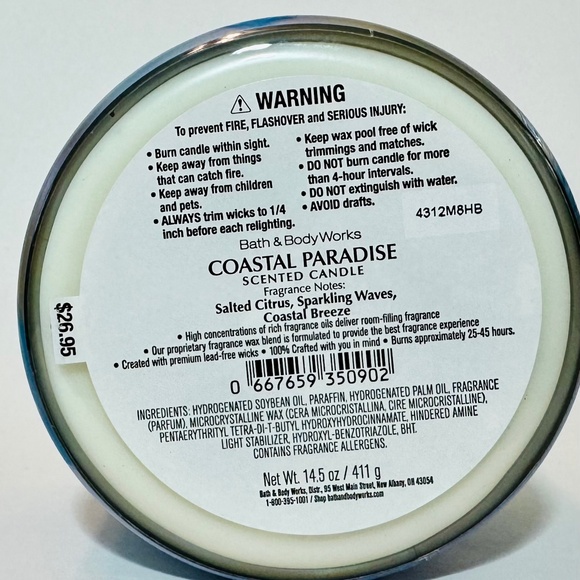 ⚠ WARNING
To prevent FIRE, FLASHOVER and SERIOUS INJURY:
• Burn candle within sight.
• Keep away from things
that can catch fire.
• Keep away from children
and pets.
• ALWAYS trim wicks to 1/4
inch before each relighting.
• Keep wax pool free of wick
trimmings and matches.
• DO NOT burn candle for more
than 4-hour intervals.
• DO NOT extinguish with water.
• AVOID drafts.
4312M8HB
Bath & Body Works
COASTAL PARADISE
SCENTED CANDLE
Fragrance Notes:
Salted Citrus, Sparkling Waves,
Coastal Breeze
• High concentrations of rich fragrance oils deliver room-filling fragrance
• Our proprietary fragrance wax blend is formulated to provide the best fragrance experience
• Created with premium lead-free wicks • 100% Crafted with you in mind • Burns approximately 25-45 hours.
$26.95
0 667659 350902
INGREDIENTS: HYDROGENATED SOYBEAN OIL, PARAFFIN, HYDROGENATED PALM OIL, FRAGRANCE
(PARFUM), MICROCRYSTALLINE WAX (CERA MICROCRISTALLINA, CIRE MICROCRISTALLINE),
PENTAERYTHRITYL TETRA-DI-T-BUTYL HYDROXYHYDROCINNAMATE, HINDERED AMINE
LIGHT STABILIZER, HYDROXYL-BENZOTRIAZOLE, BHT.
CONTAINS FRAGRANCE ALLERGENS.
Net Wt. 14.5 oz / 411 g
Bath & Body Works, Distr., 95 West Main Street, New Albany, OH 43054
1-800-395-1001 / Shop bathandbodyworks.com